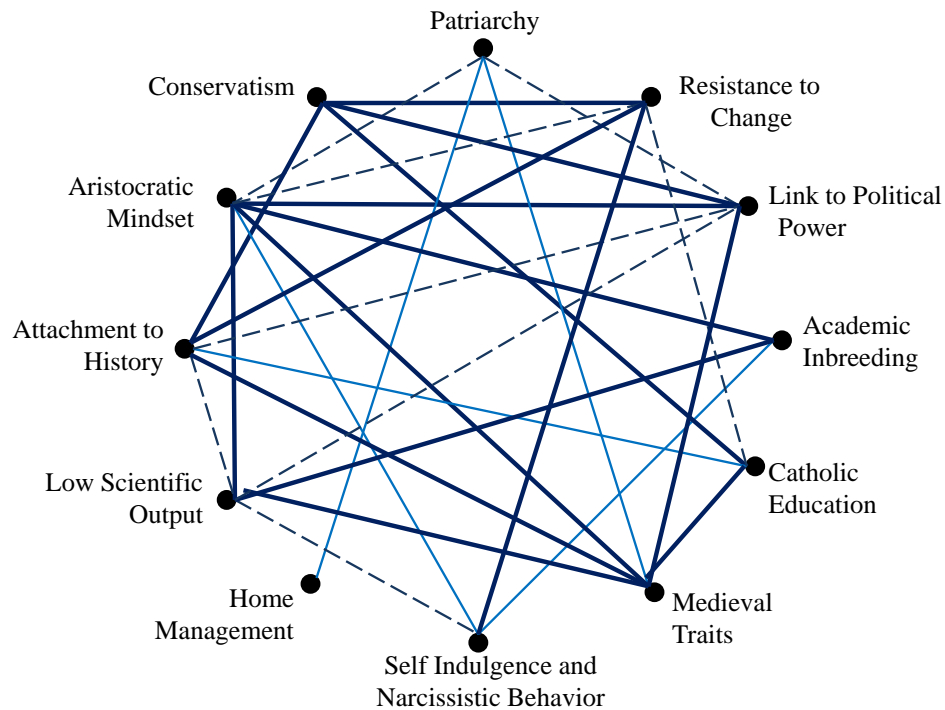 Patriarchy
Conservatism
Resistance to
Change
Aristocratic
Mindset
Link to Political
Power
Attachment to
History
Academic
Inbreeding
Low Scientific
Output
Catholic
Education
Home
Management
Medieval
Traits
Self Indulgence and
Narcissistic Behavior